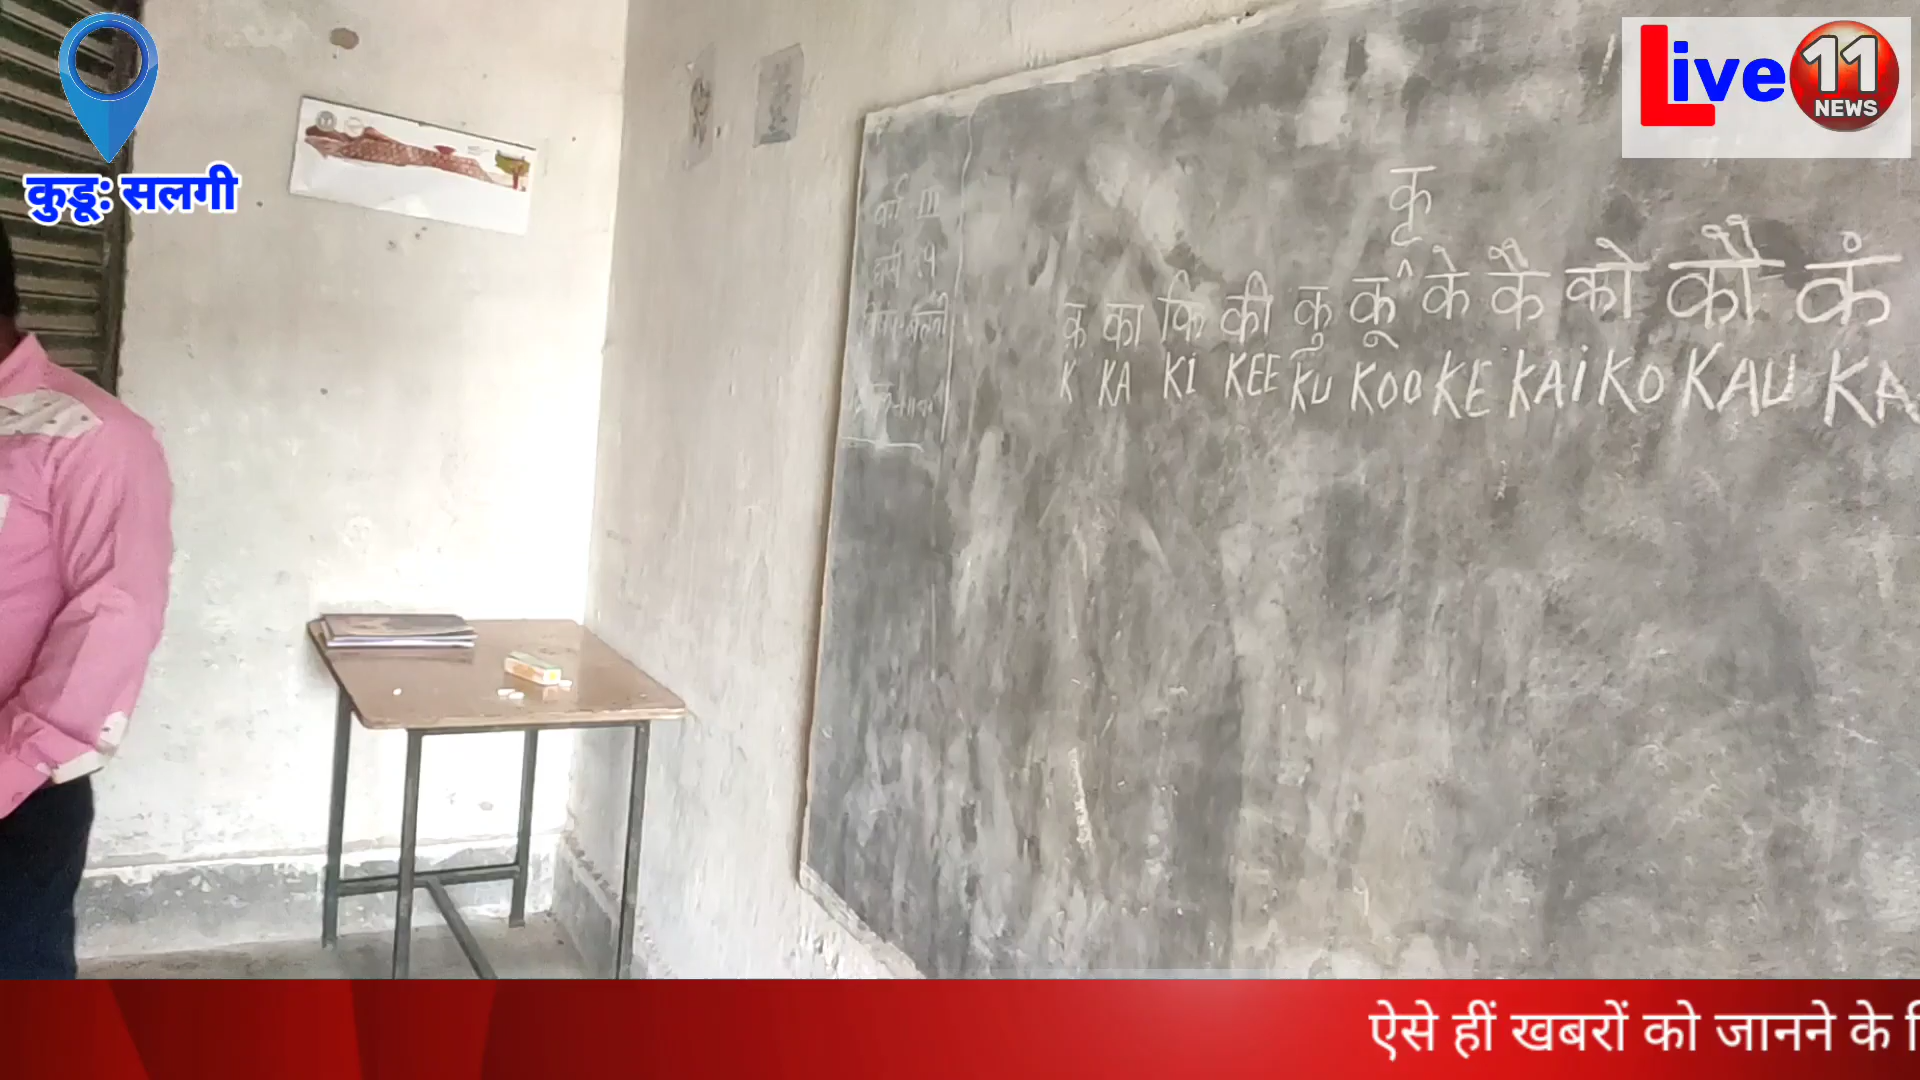 Live 11
NEWS
कुडू: सलगी
कृ
क का कि की कु कू के कै को कौ कं
K KA KI KEE KU KOO KE KAI KO KAU KA
ऐसे हीं खबरों को जानने के